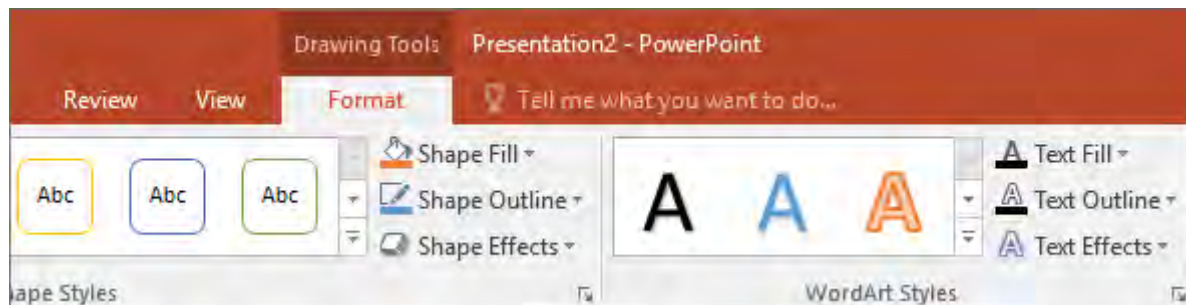 Drawing Tools Presentation2 - PowerPoint
Review View Format Tell me what you want to do...
Abc Abc Abc
Shape Fill
Shape Outline
Shape Effects
A A A
A Text Fill
A Text Outline
A Text Effects
ape Styles WordArt Styles